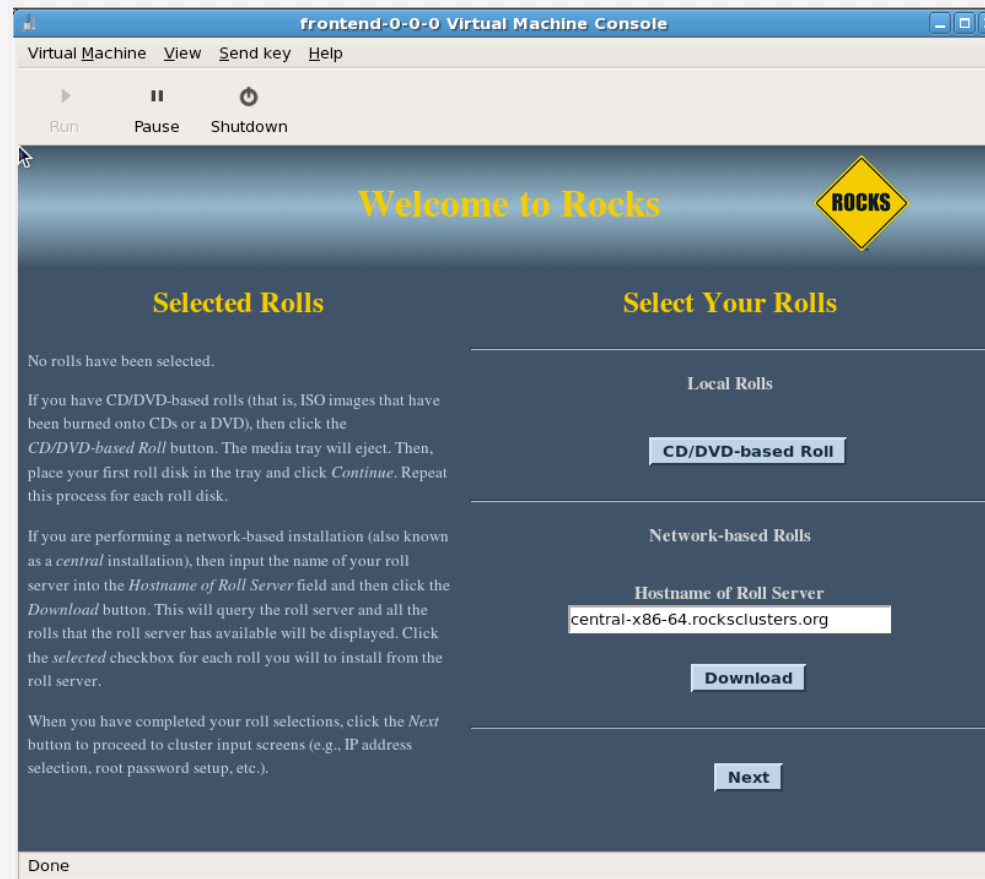 frontend-0-0-0 Virtual Machine Console
Virtual Machine View Send key Help
Run Pause Shutdown
Welcome to Rocks
ROCKS
Selected Rolls
No rolls have been selected.
If you have CD/DVD-based rolls (that is, ISO images that have
been burned onto CDs or a DVD), then click the
CD/DVD-based Roll button. The media tray will eject. Then,
place your first roll disk in the tray and click Continue. Repeat
this process for each roll disk.
If you are performing a network-based installation (also known
as a central installation), then input the name of your roll
server into the Hostname of Roll Server field and then click the
Download button. This will query the roll server and all the
rolls that the roll server has available will be displayed. Click
the selected checkbox for each roll you will to install from the
roll server.
When you have completed your roll selections, click the Next
button to proceed to cluster input screens (e.g., IP address
selection, root password setup, etc.).
Select Your Rolls
Local Rolls
CD/DVD-based Roll
Network-based Rolls
Hostname of Roll Server
central-x86-64.rocksclusters.org
Download
Next
Done